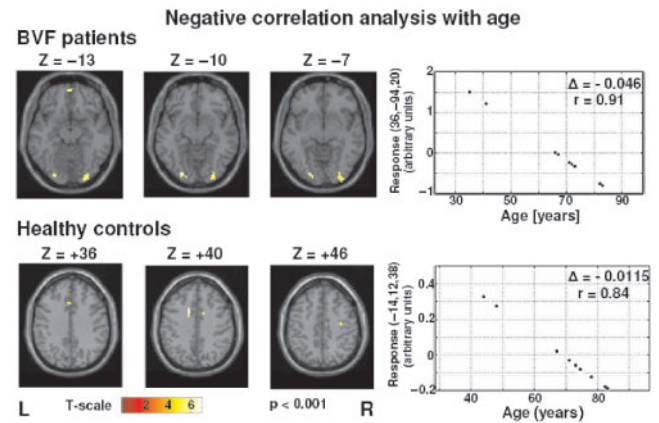 Negative correlation analysis with age
BVF patients
Z = −13 Z = −10 Z = −7
Response (36,−94,20)
(arbitrary units)
2
1
0
−1
Δ = - 0.046
r = 0.91
30 50 70 90
Age [years]
Healthy controls
Z = +36 Z = +40 Z = +46
Response (−14,12,38)
(arbitrary units)
0.4
0.2
0
−0.2
Δ = - 0.0115
r = 0.84
40 60 80
Age (years)
L T-scale 2 4 6 p < 0.001 R